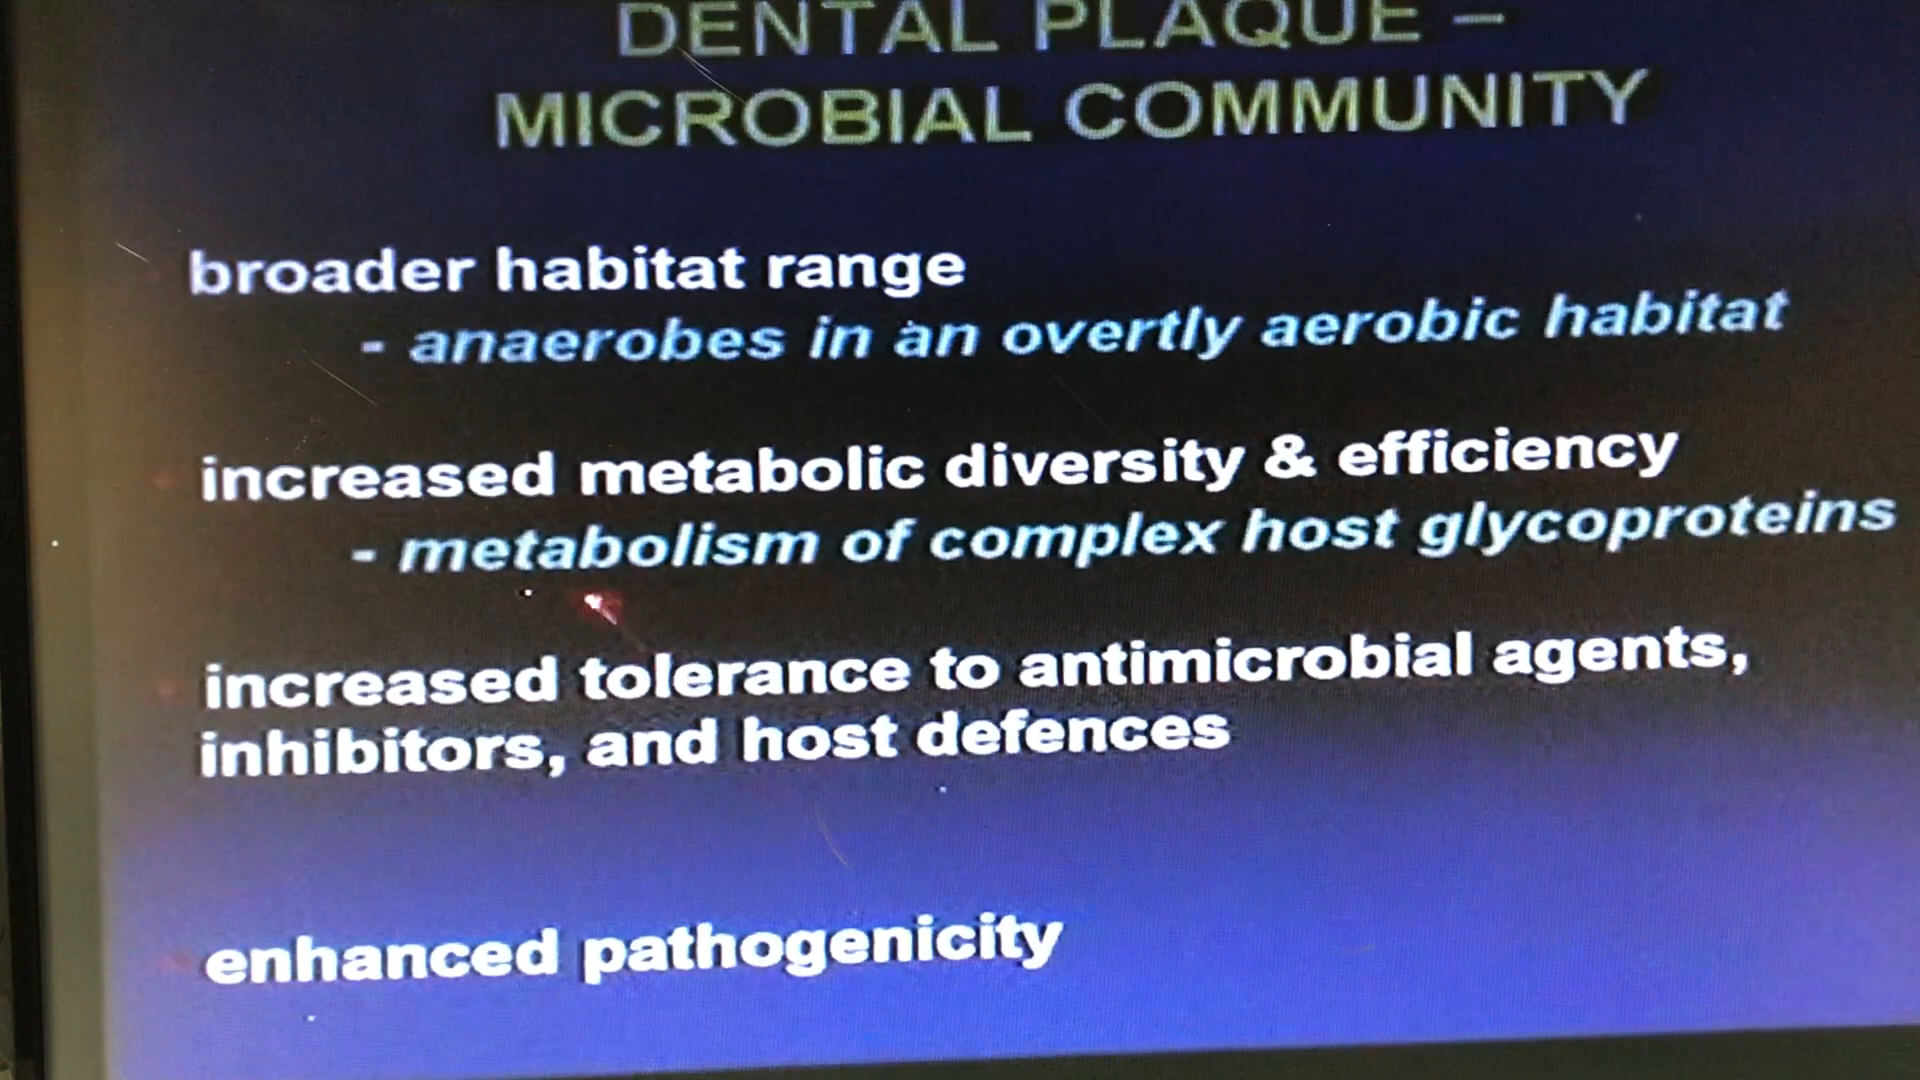 DENTAL PLAQUE –
MICROBIAL COMMUNITY
broader habitat range
- anaerobes in an overtly aerobic habitat
increased metabolic diversity & efficiency
- metabolism of complex host glycoproteins
increased tolerance to antimicrobial agents,
inhibitors, and host defences
enhanced pathogenicity